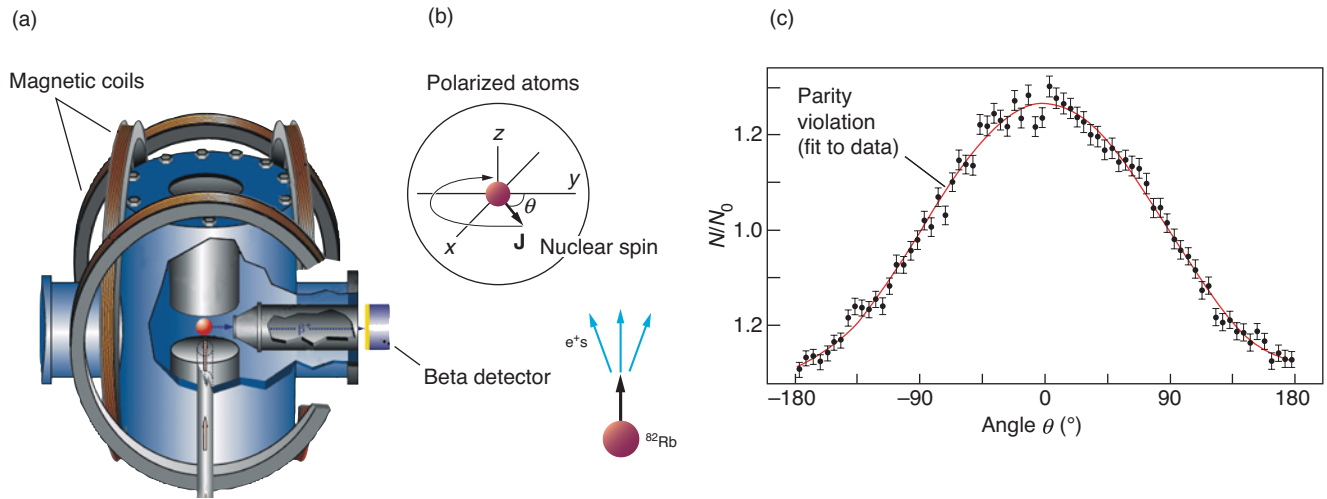 (a)
Magnetic coils
Beta detector
(b)
Polarized atoms
z
y
θ
x
J
Nuclear spin
e⁺s
⁸²Rb
(c)
Parity
violation
(fit to data)
N/N₀
1.2
1.0
1.2
–180
–90
0
90
180
Angle θ (°)